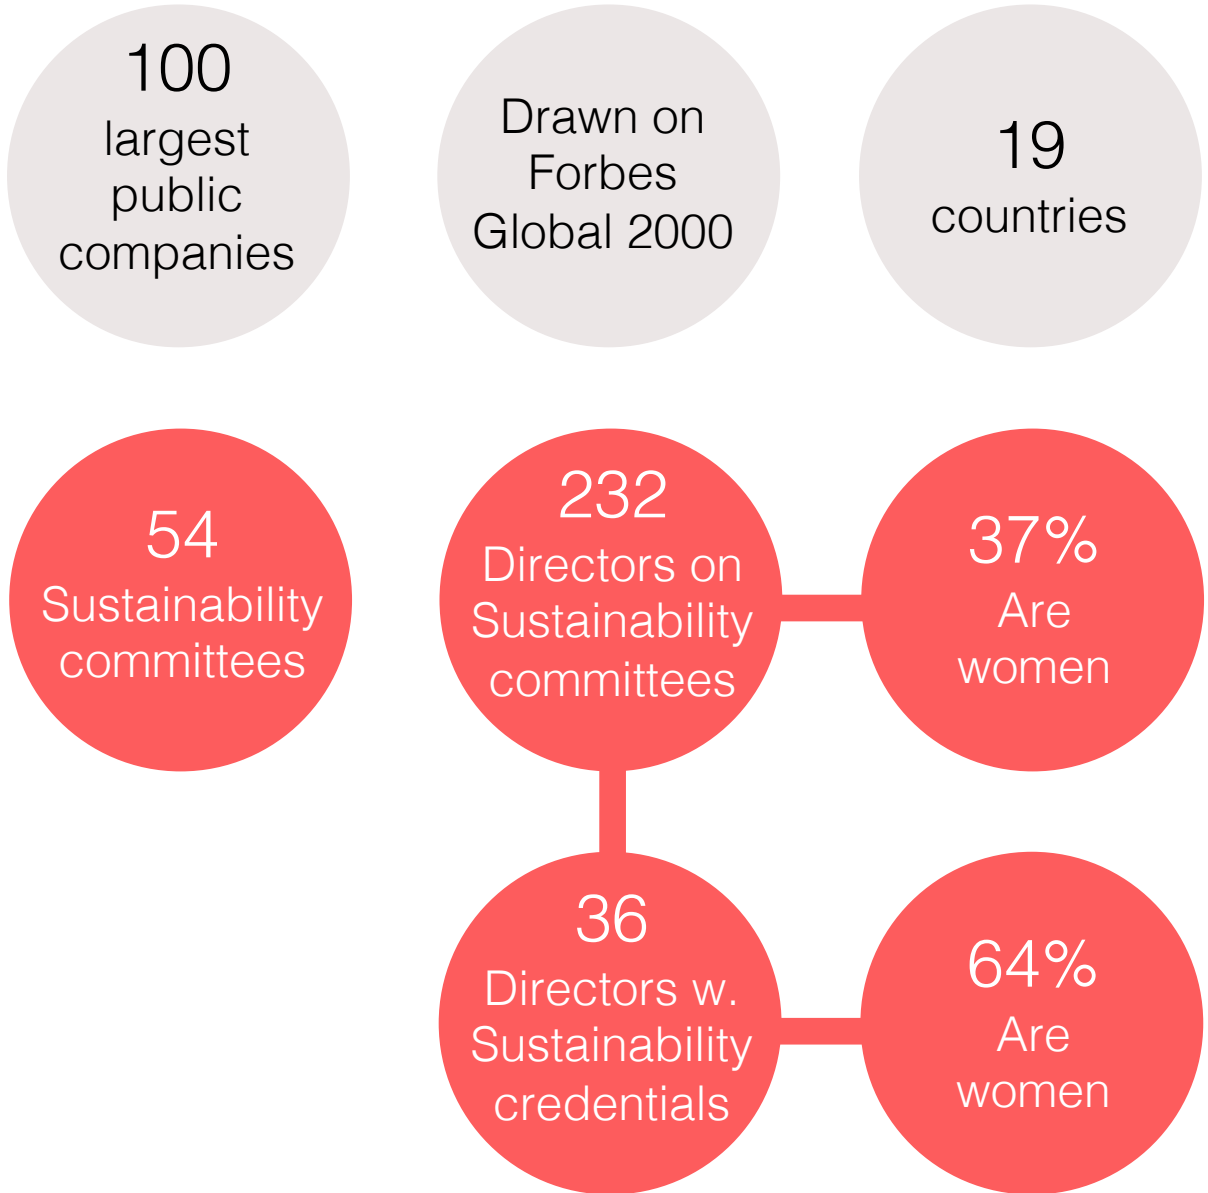 100
largest
public
companies
Drawn on
Forbes
Global 2000
19
countries
54
Sustainability
committees
232
Directors on
Sustainability
committees
37%
Are
women
36
Directors w.
Sustainability
credentials
64%
Are
women